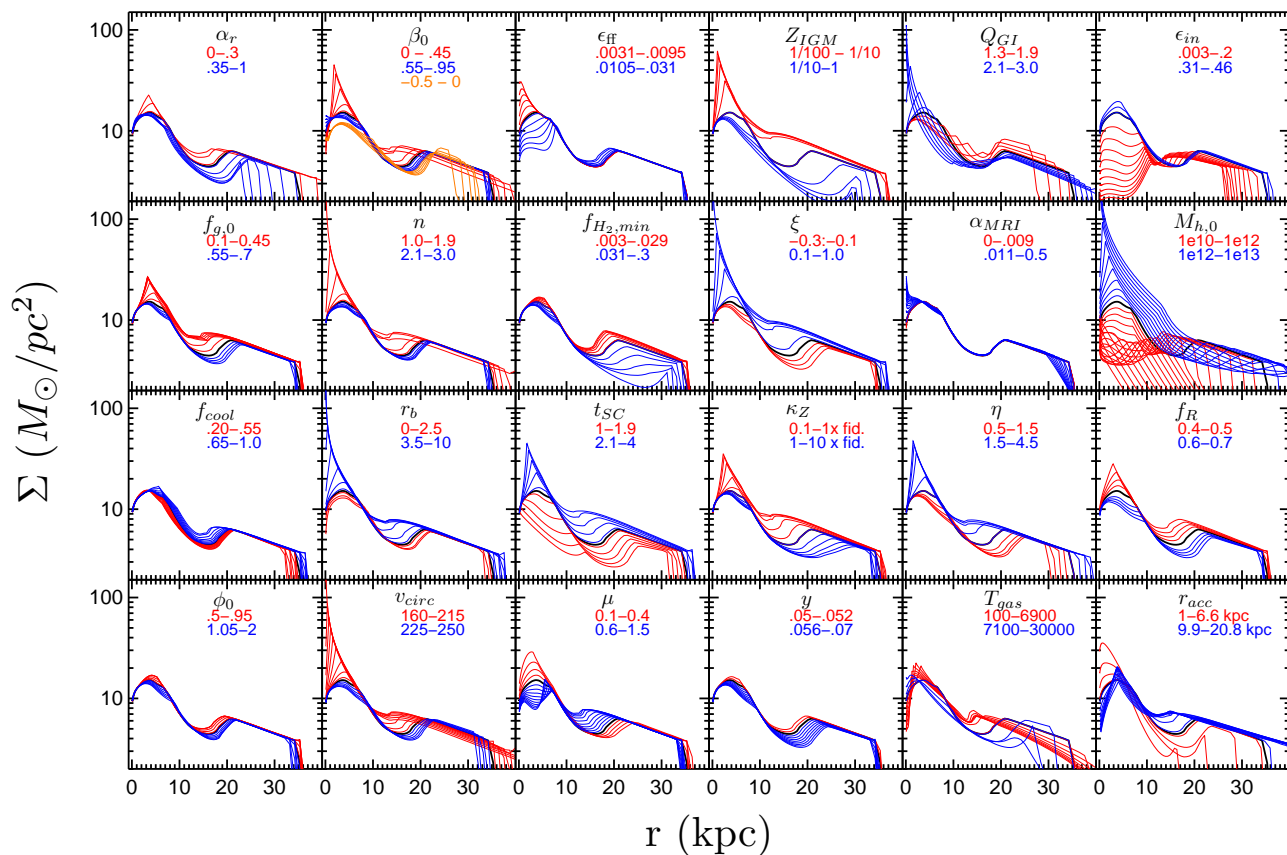 α_r
0−.3
.35−1
β_0
0 − .45
.55−.95
−0.5 − 0
ϵ_ff
.0031−.0095
.0105−.031
Z_IGM
1/100 − 1/10
1/10−1
Q_GI
1.3−1.9
2.1−3.0
ϵ_in
.003−.2
.31−.46
100
10
f_g,0
0.1−0.45
.55−.7
n
1.0−1.9
2.1−3.0
f_H₂,min
.003−.029
.031−.3
ξ
−0.3:−0.1
0.1−1.0
α_MRI
0−.009
.011−0.5
M_h,0
1e10−1e12
1e12−1e13
100
10
Σ (M_⊙/pc²)
f_cool
.20−.55
.65−1.0
r_b
0−2.5
3.5−10
t_SC
1−1.9
2.1−4
κ_Z
0.1−1x fid.
1−10 x fid.
η
0.5−1.5
1.5−4.5
f_R
0.4−0.5
0.6−0.7
100
10
ϕ_0
.5−.95
1.05−2
v_circ
160−215
225−250
μ
0.1−0.4
0.6−1.5
y
.05−.052
.056−.07
T_gas
100−6900
7100−30000
r_acc
1−6.6 kpc
9.9−20.8 kpc
100
10
0 10 20 30 0 10 20 30 0 10 20 30 0 10 20 30 0 10 20 30 0 10 20 30
r (kpc)